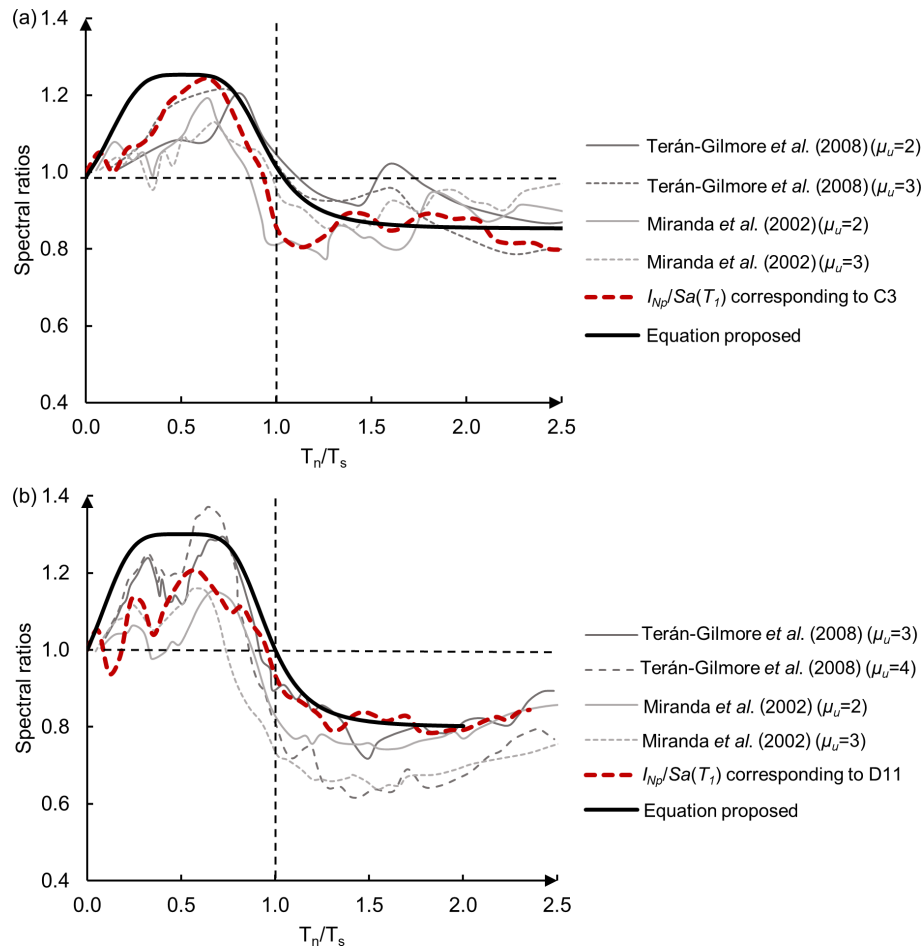 (a)
1.4
1.2
1.0
0.8
0.6
0.4
Spectral ratios
0.0 0.5 1.0 1.5 2.0 2.5
Tn/Ts
Terán-Gilmore et al. (2008) (μu=2)
Terán-Gilmore et al. (2008) (μu=3)
Miranda et al. (2002) (μu=2)
Miranda et al. (2002) (μu=3)
INp/Sa(T1) corresponding to C3
Equation proposed
(b)
1.4
1.2
1.0
0.8
0.6
0.4
Spectral ratios
0.0 0.5 1.0 1.5 2.0 2.5
Tn/Ts
Terán-Gilmore et al. (2008) (μu=3)
Terán-Gilmore et al. (2008) (μu=4)
Miranda et al. (2002) (μu=2)
Miranda et al. (2002) (μu=3)
INp/Sa(T1) corresponding to D11
Equation proposed